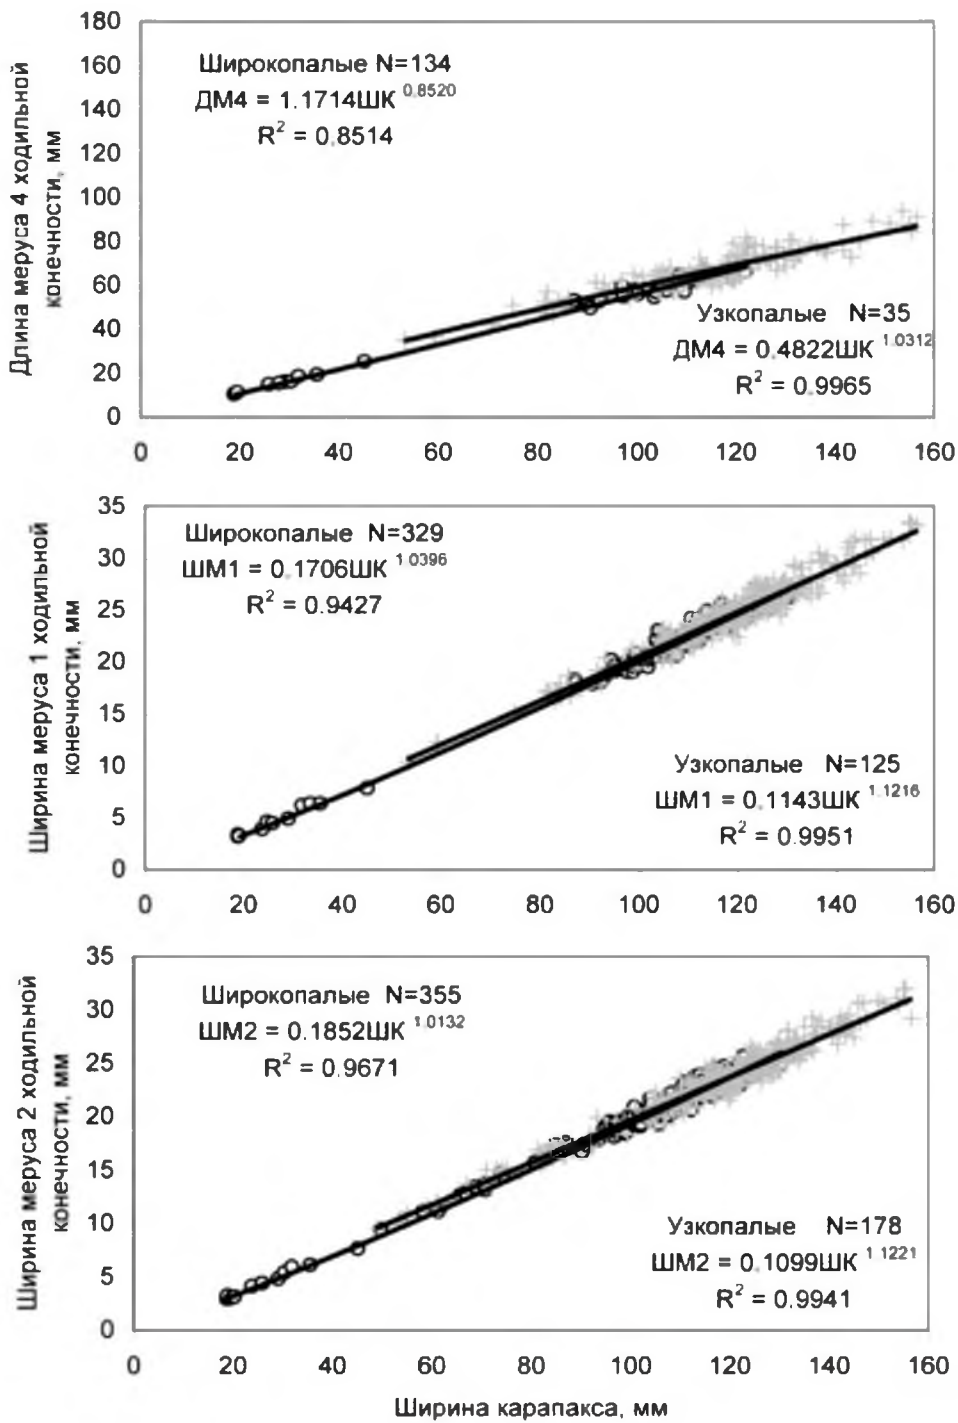 Длина меруса 4 ходильной
конечности, мм
180
160
140
120
100
80
60
40
20
0
Широкопалые N=134
ДМ4 = 1.1714ШК 0.8520
R² = 0.8514
Узкопалые N=35
ДМ4 = 0.4822ШК 1.0312
R² = 0.9965
0 20 40 60 80 100 120 140 160
Ширина меруса 1 ходильной
конечности, мм
35
30
25
20
15
10
5
0
Широкопалые N=329
ШМ1 = 0.1706ШК 1.0396
R² = 0.9427
Узкопалые N=125
ШМ1 = 0.1143ШК 1.1216
R² = 0.9951
0 20 40 60 80 100 120 140 160
Ширина меруса 2 ходильной
конечности, мм
35
30
25
20
15
10
5
0
Широкопалые N=355
ШМ2 = 0.1852ШК 1.0132
R² = 0.9671
Узкопалые N=178
ШМ2 = 0.1099ШК 1.1221
R² = 0.9941
0 20 40 60 80 100 120 140 160
Ширина карапакса, мм